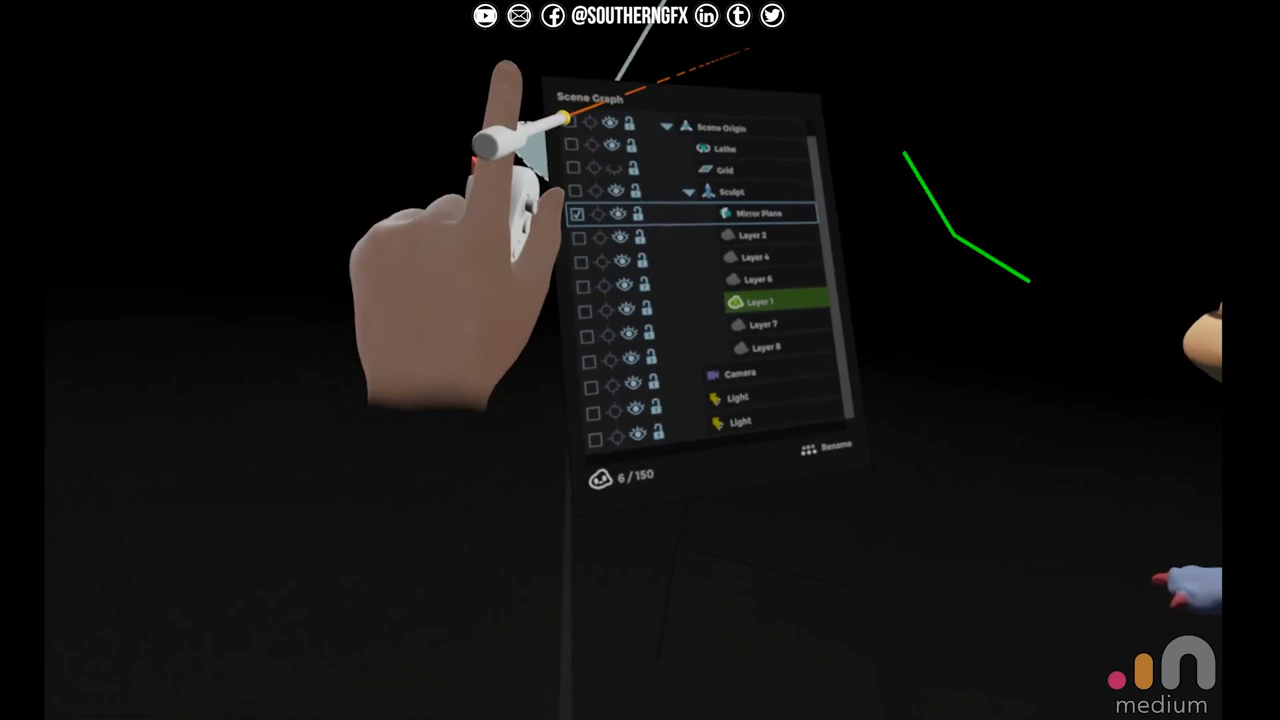 @SOUTHERNGFX
Scene Graph
Scene Origin
Lathe
Grid
Sculpt
Mirror Plane
Layer 2
Layer 4
Layer 6
Layer 1
Layer 7
Layer 8
Camera
Light
Light
Rename
6 / 150
medium